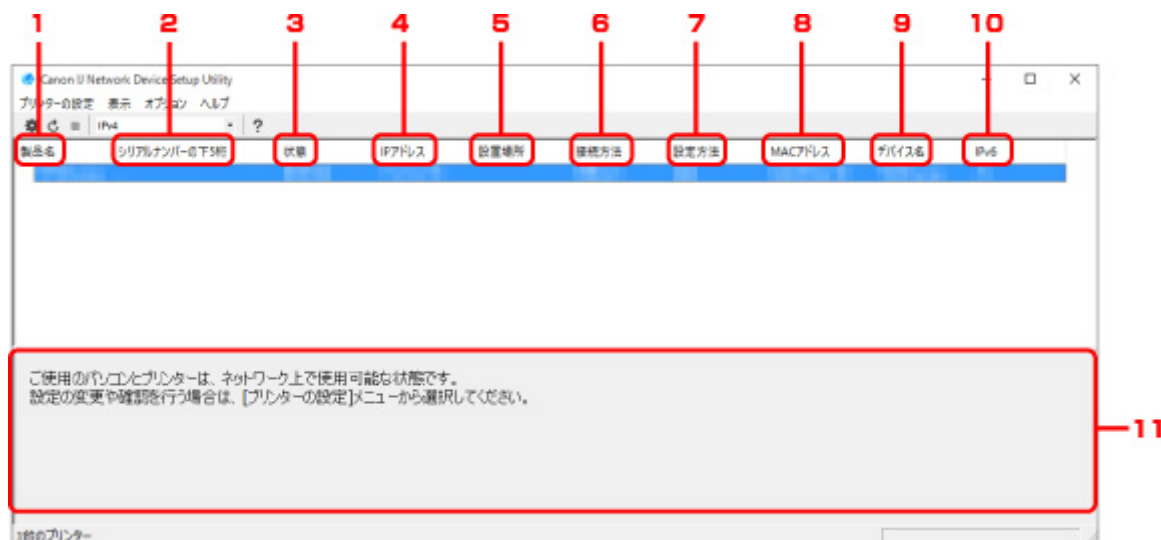 1 2 3 4 5 6 7 8 9 10
Canon IJ Network Device Setup Utility
プリンターの設定 表示 オプション ヘルプ
IPv4 ?
製品名 シリアルナンバーの下5桁 状態 IPアドレス 設置場所 接続方法 設定方法 MACアドレス デバイス名 IPv6
ご使用のパソコンとプリンターは、ネットワーク上で使用可能な状態です。
設定の変更や確認を行う場合は、[プリンターの設定]メニューから選択してください。
11
1台のプリンター